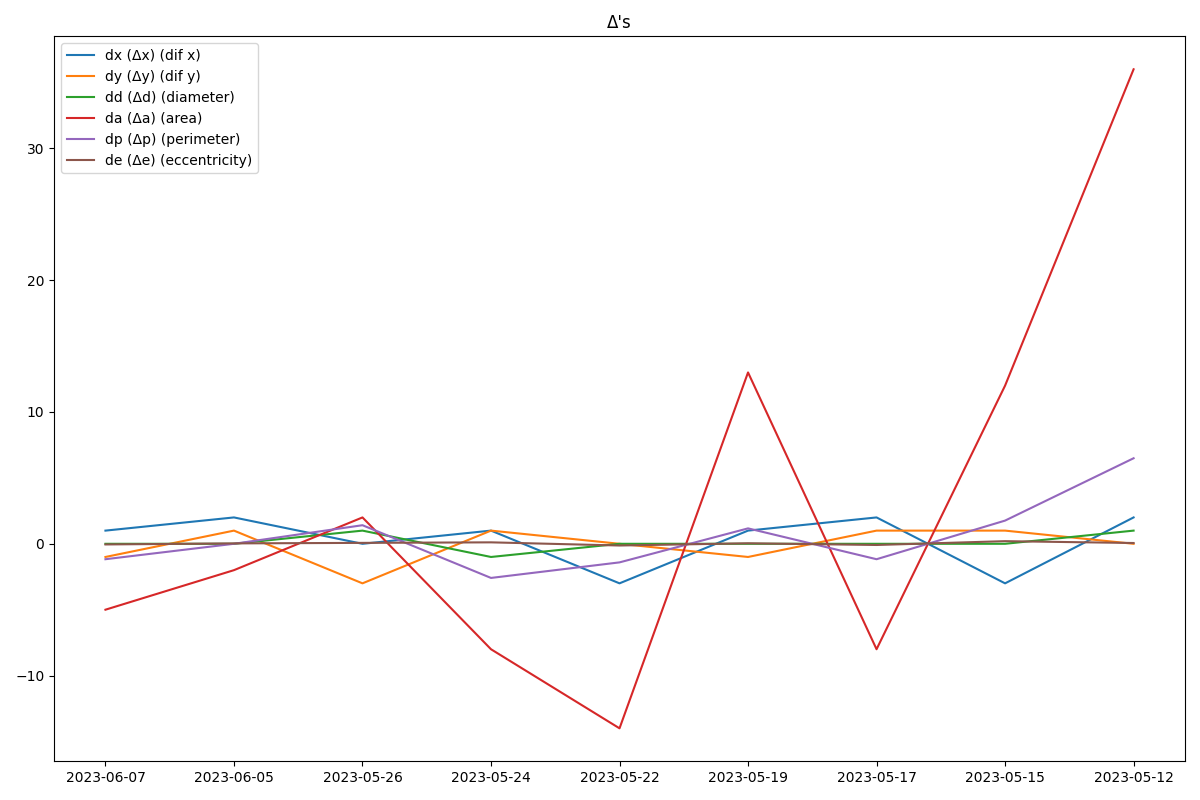 Δ's
dx (Δx) (dif x)
dy (Δy) (dif y)
dd (Δd) (diameter)
da (Δa) (area)
dp (Δp) (perimeter)
de (Δe) (eccentricity)
30
20
10
0
−10
2023-06-07 2023-06-05 2023-05-26 2023-05-24 2023-05-22 2023-05-19 2023-05-17 2023-05-15 2023-05-12